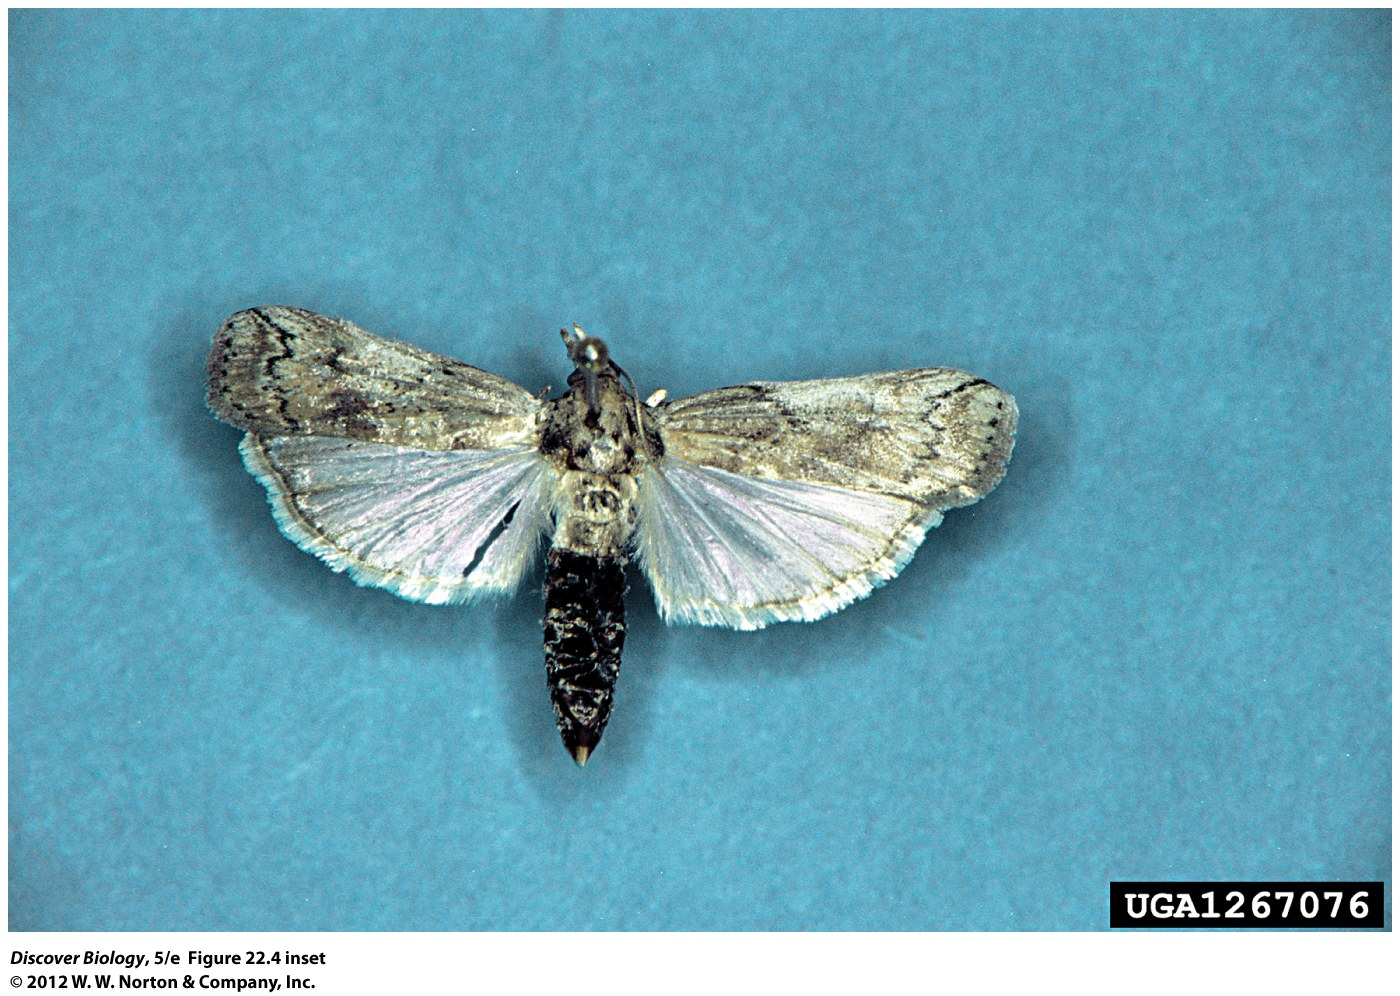 UGA1267076
Discover Biology, 5/e Figure 22.4 inset
© 2012 W. W. Norton & Company, Inc.